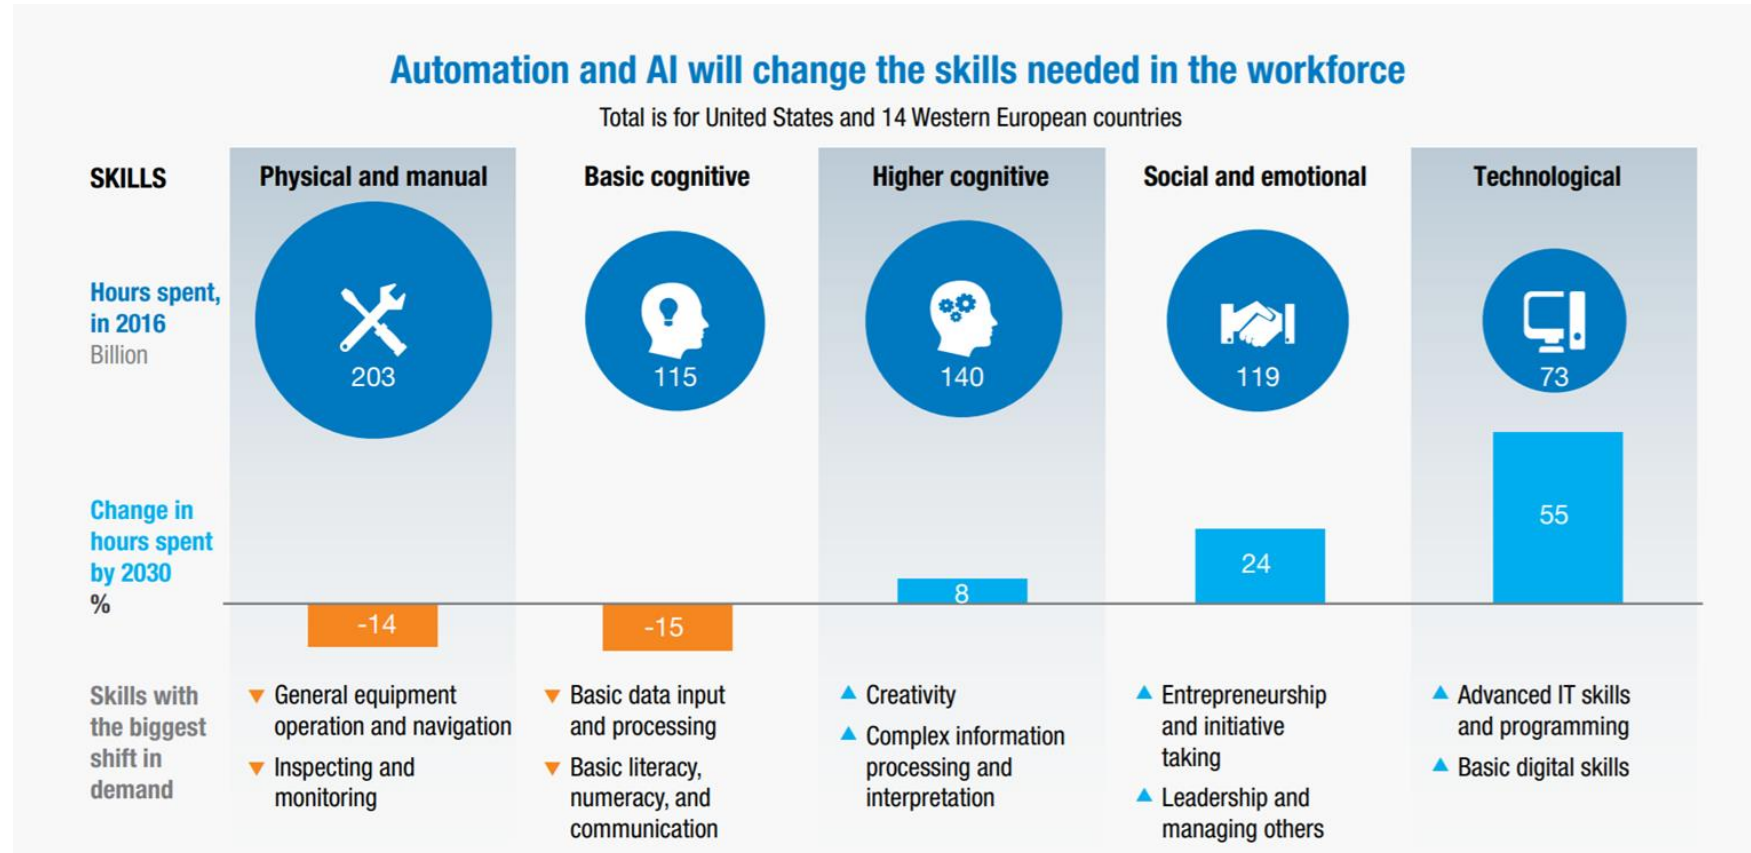 Automation and AI will change the skills needed in the workforce
Total is for United States and 14 Western European countries
SKILLS
Physical and manual
Basic cognitive
Higher cognitive
Social and emotional
Technological
Hours spent,
in 2016
Billion
203
115
140
119
73
Change in
hours spent
by 2030
%
-14
-15
8
24
55
Skills with
the biggest
shift in
demand
General equipment
operation and navigation
Inspecting and
monitoring
Basic data input
and processing
Basic literacy,
numeracy, and
communication
Creativity
Complex information
processing and
interpretation
Entrepreneurship
and initiative
taking
Leadership and
managing others
Advanced IT skills
and programming
Basic digital skills